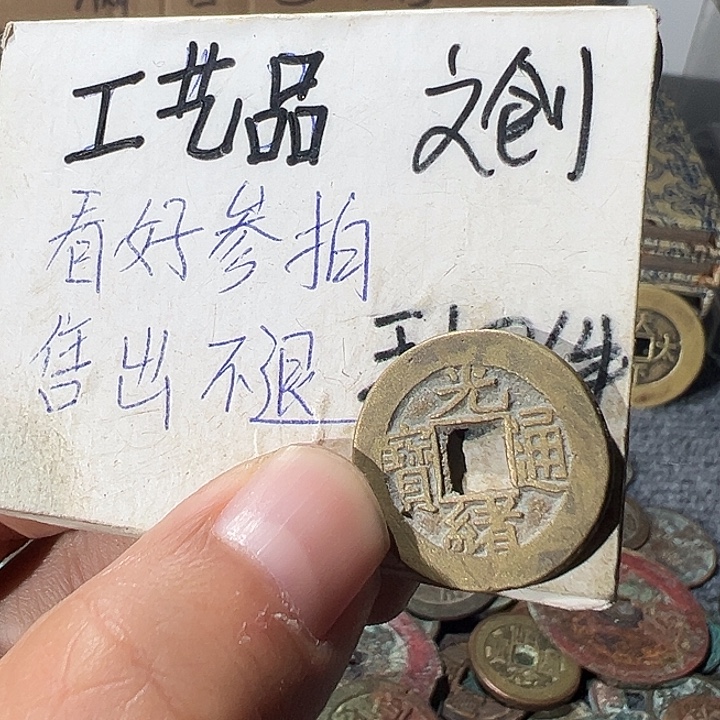 工艺品 文创
看好参拍
售出不退
光緒通寶